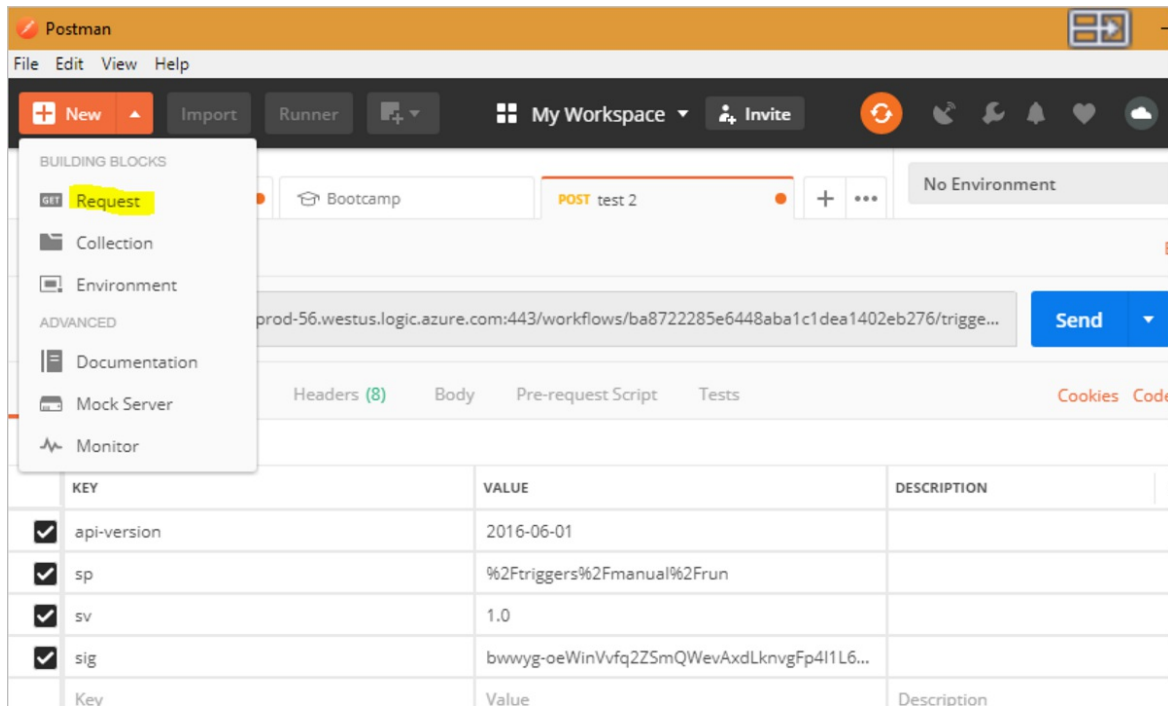 Postman
File Edit View Help
New Import Runner My Workspace Invite
BUILDING BLOCKS
GET Request
Collection
Environment
ADVANCED
Documentation
Mock Server
Monitor
Bootcamp POST test 2 No Environment
prod-56.westus.logic.azure.com:443/workflows/ba8722285e6448aba1c1dea1402eb276/trigge... Send
Headers (8) Body Pre-request Script Tests Cookies Code
KEY VALUE DESCRIPTION
api-version 2016-06-01
sp %2Ftriggers%2Fmanual%2Frun
sv 1.0
sig bwwyg-oeWinVvfq2ZSmQWevAxdLknvgFp4I1L6...
Key Value Description